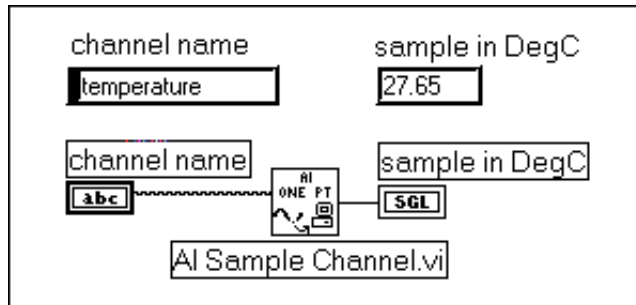 channel name
sample in DegC
temperature
27.65
channel name
sample in DegC
abc
AI
ONE PT
SGL
AI Sample Channel.vi